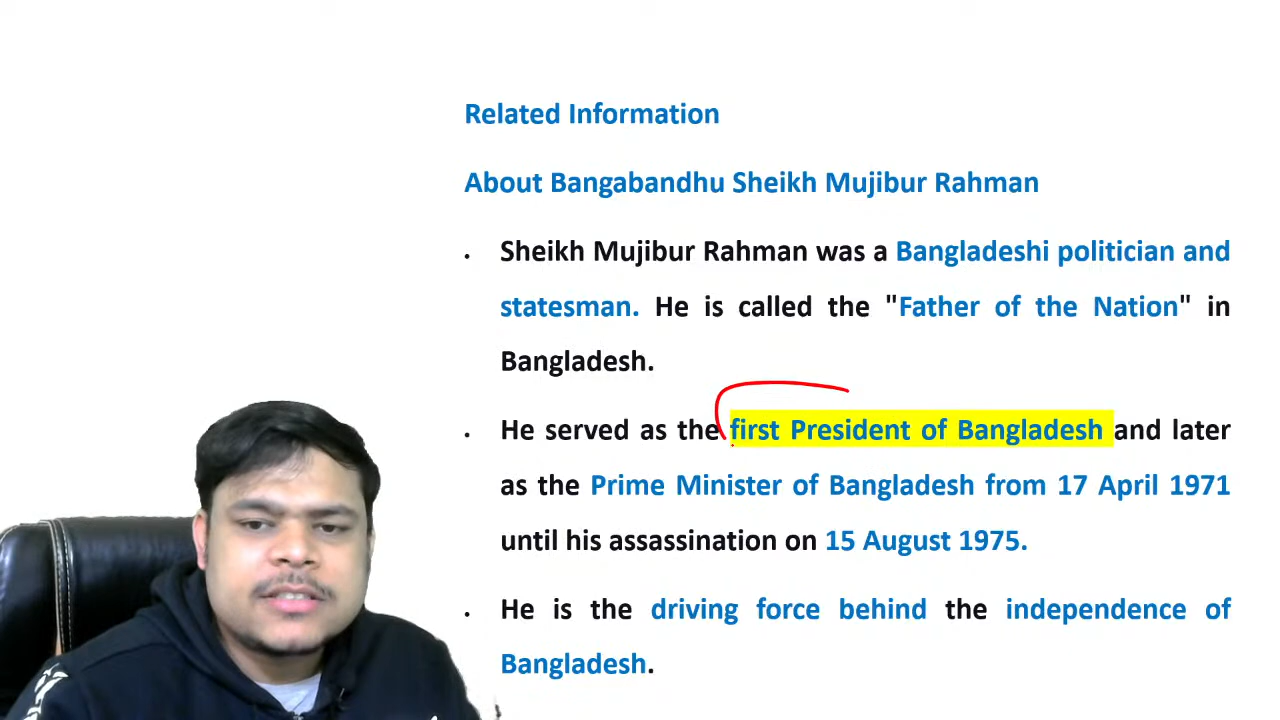 Related Information
About Bangabandhu Sheikh Mujibur Rahman
• Sheikh Mujibur Rahman was a Bangladeshi politician and
statesman. He is called the "Father of the Nation" in
Bangladesh.
• He served as the first President of Bangladesh and later
as the Prime Minister of Bangladesh from 17 April 1971
until his assassination on 15 August 1975.
• He is the driving force behind the independence of
Bangladesh.